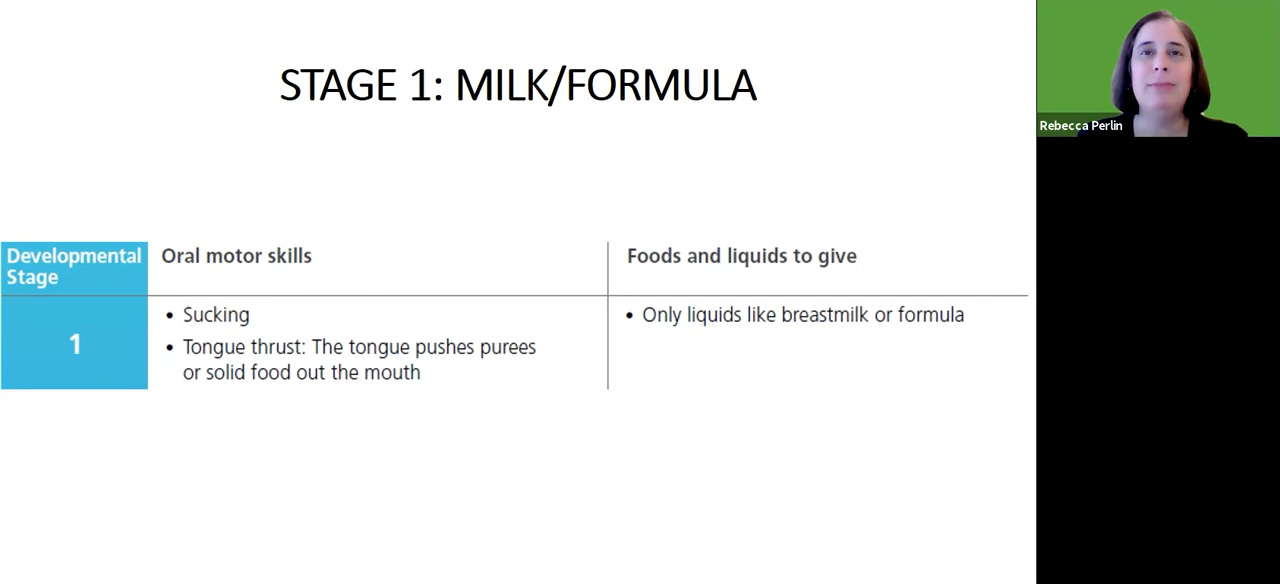 STAGE 1: MILK/FORMULA
Rebecca Perlin
Developmental
Stage
Oral motor skills
Foods and liquids to give
1
• Sucking
• Tongue thrust: The tongue pushes purees
or solid food out the mouth
• Only liquids like breastmilk or formula